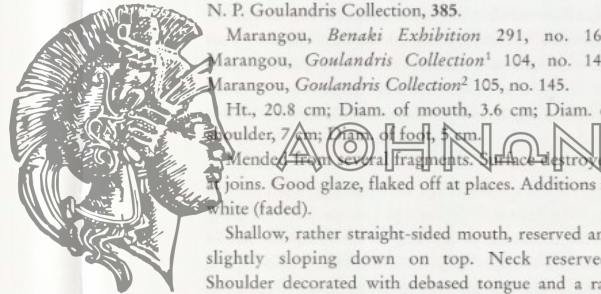 N. P. Goulandris Collection, 385.
Marangou, Benaki Exhibition 291, no. 16
Marangou, Goulandris Collection¹ 104, no. 14
Marangou, Goulandris Collection² 105, no. 145.
Ht., 20.8 cm; Diam. of mouth, 3.6 cm; Diam.
shoulder, 7 cm; Diam. of foot, 5 cm.
Mended from several fragments. Surface destroye
at joins. Good glaze, flaked off at places. Additions
white (faded).
Shallow, rather straight-sided mouth, reserved an
slightly sloping down on top. Neck reserve
Shoulder decorated with debased tongue and a ra
ΑΘΗΝΩΝ